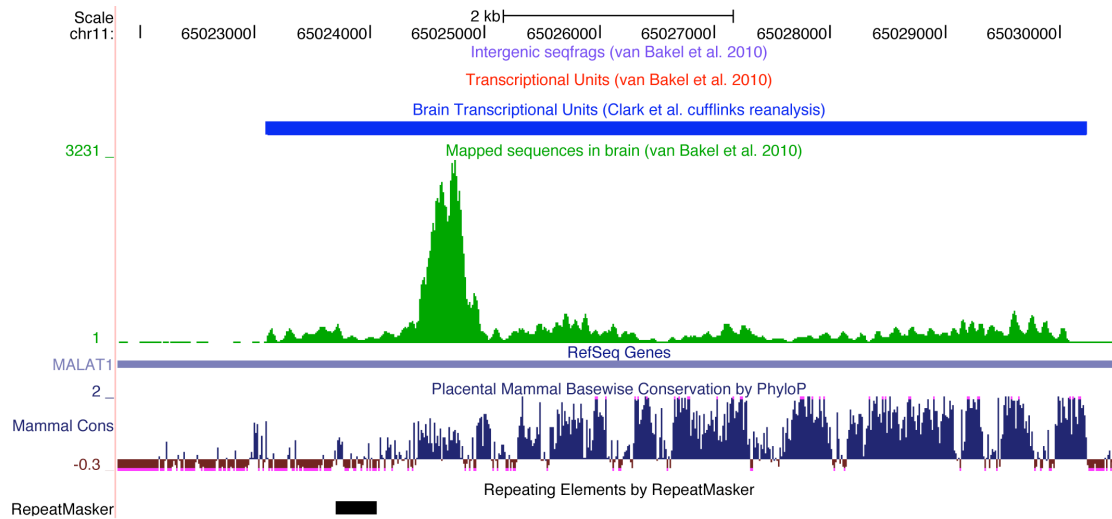 Scale 2 kb
chr11: 65023000 65024000 65025000 65026000 65027000 65028000 65029000 65030000
Intergenic seqfrags (van Bakel et al. 2010)
Transcriptional Units (van Bakel et al. 2010)
Brain Transcriptional Units (Clark et al. cufflinks reanalysis)
3231 _ Mapped sequences in brain (van Bakel et al. 2010)
1
RefSeq Genes
MALAT1
Placental Mammal Basewise Conservation by PhyloP
2 _
Mammal Cons
-0.3
Repeating Elements by RepeatMasker
RepeatMasker